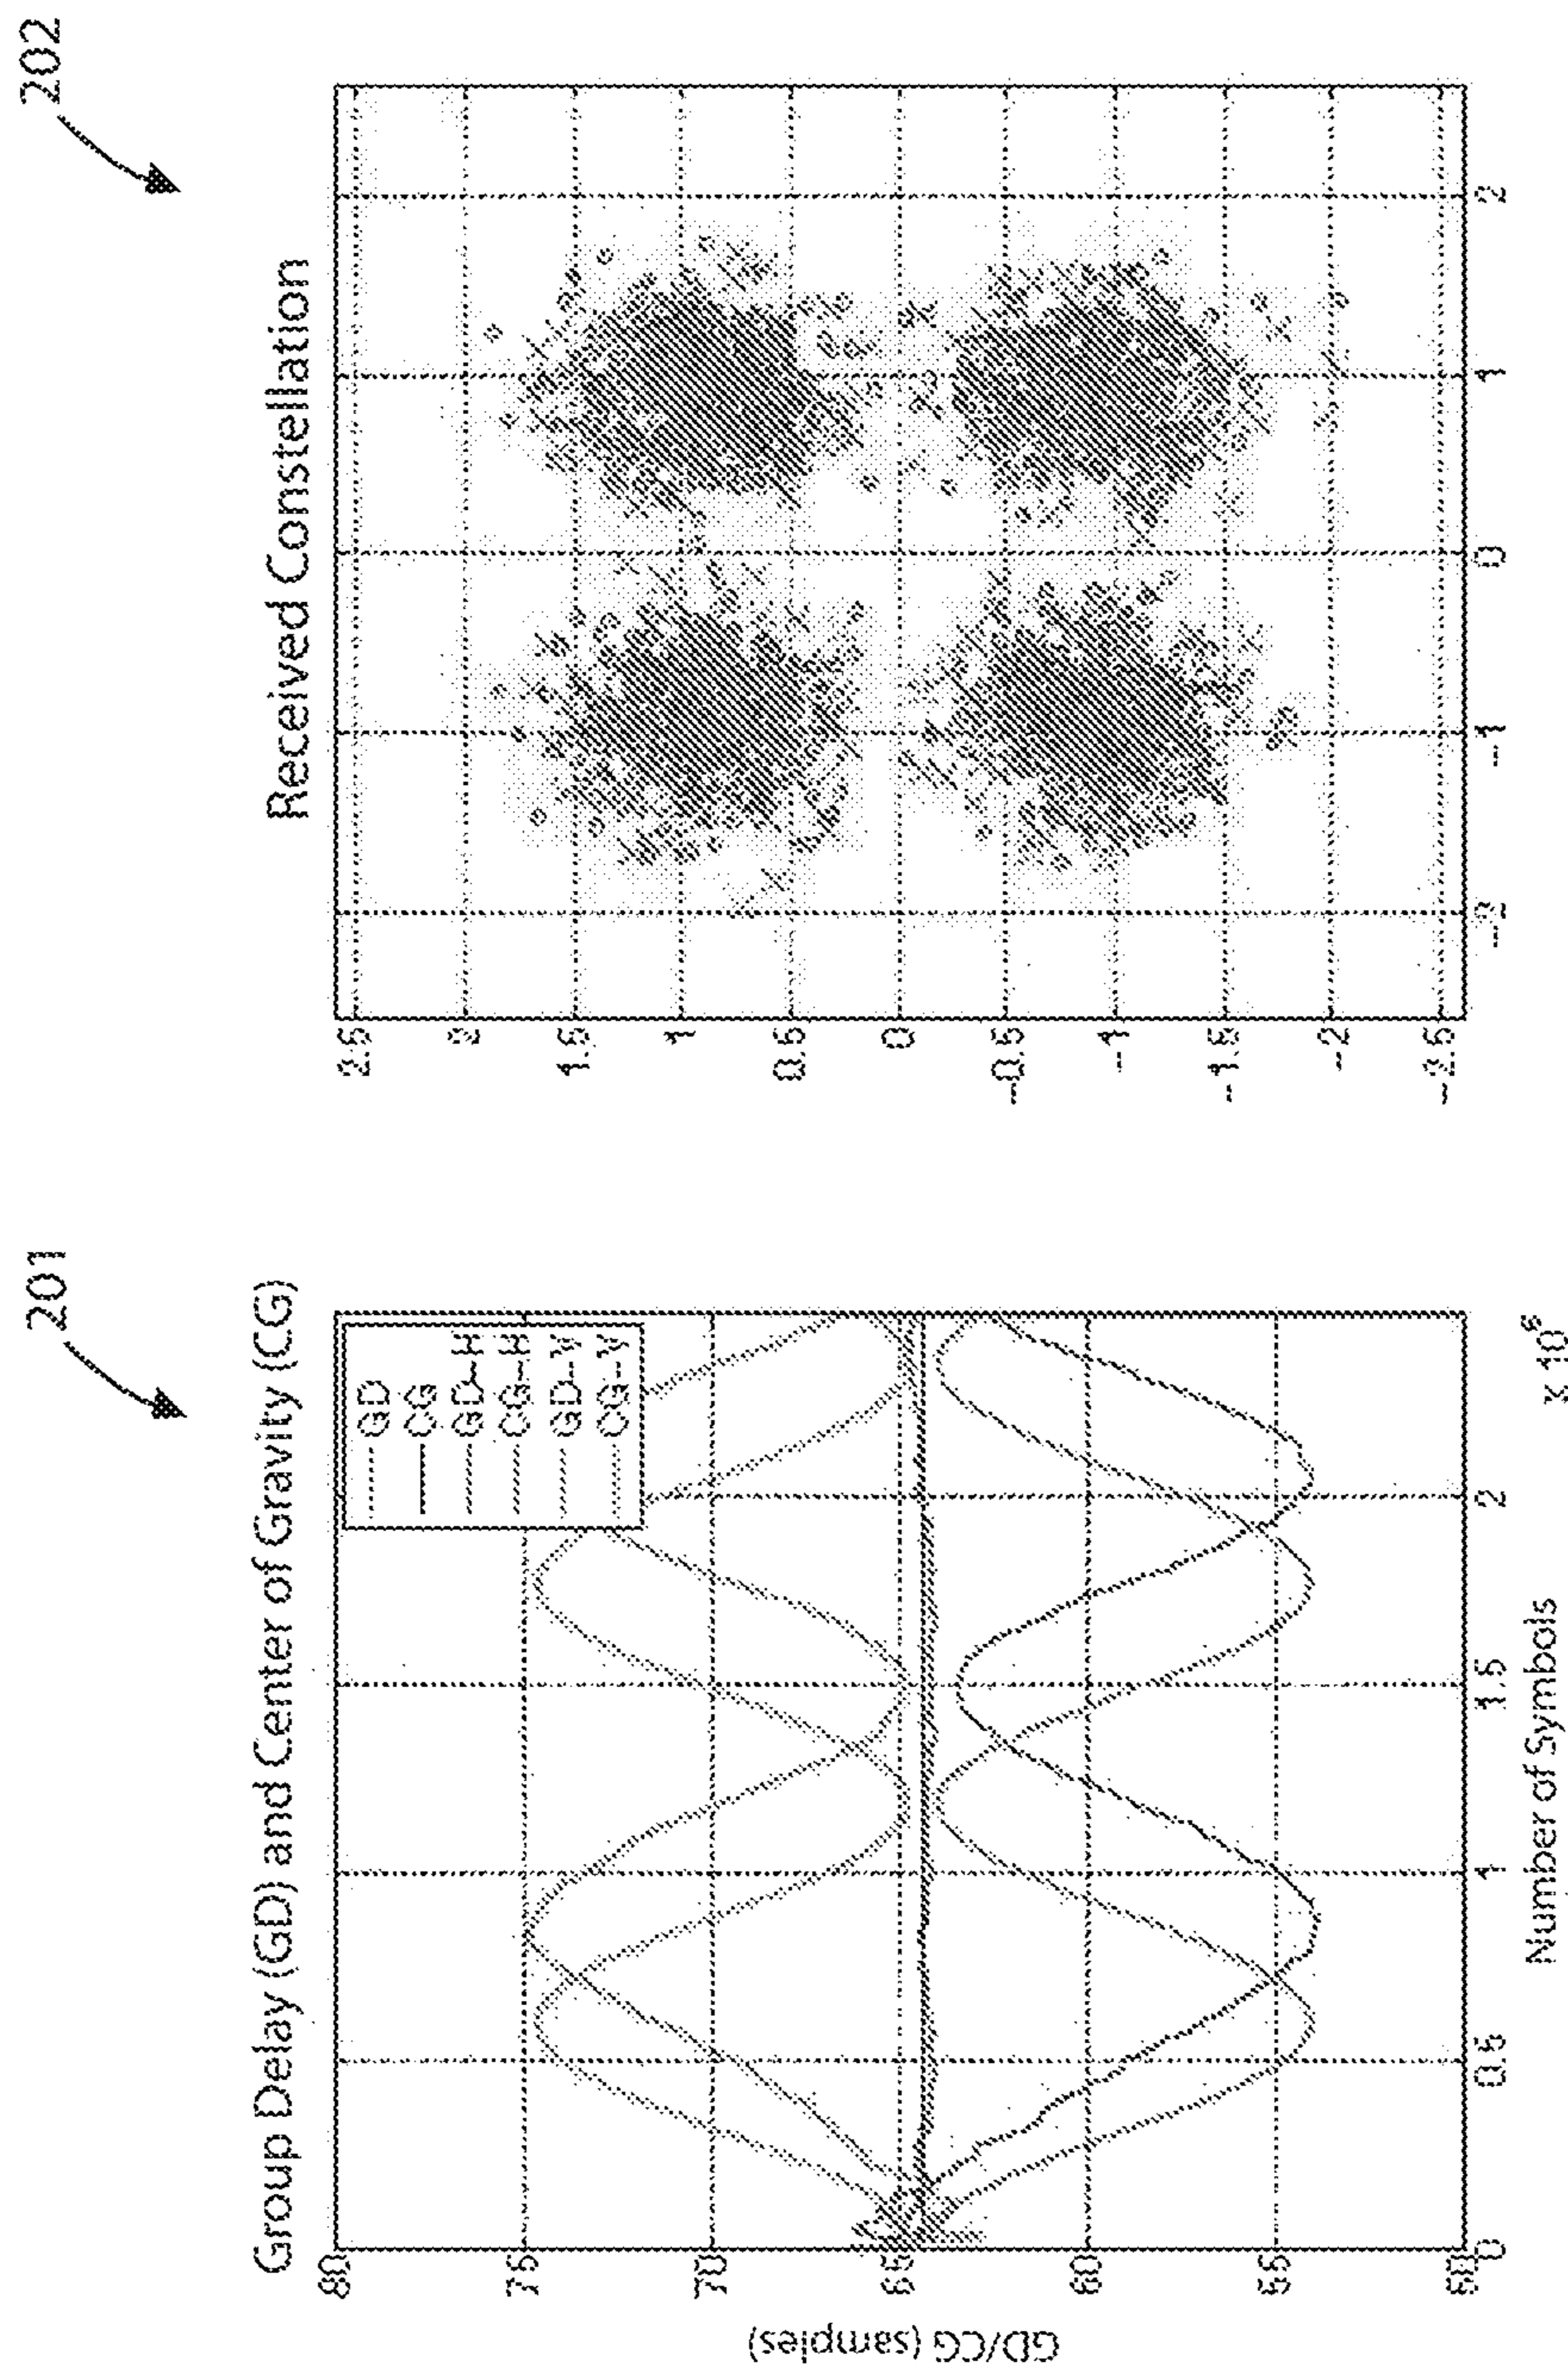 201
Group Delay (GD) and Center of Gravity (CG)
GD
CG
GD-H
CG-H
GD-V
CG-V
GD/CG (samples)
80
75
70
65
60
55
50
0
0.5
1
1.5
2
x 10
Number of Symbols
202
Received Constellation
2.5
2
1.5
1
0.5
0
-0.5
-1
-1.5
-2
-2.5
-2
-1
0
1
2